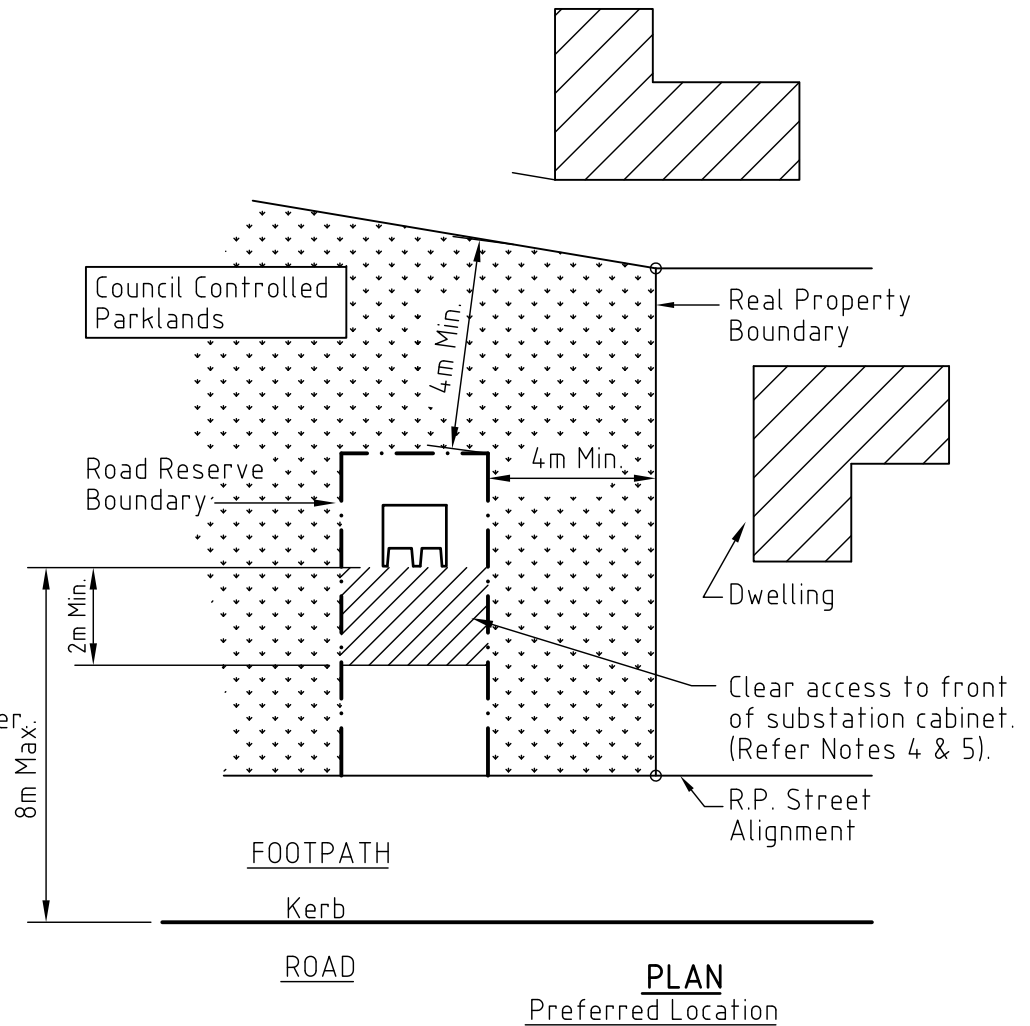 Council Controlled
Parklands
4m Min.
Real Property
Boundary
Road Reserve
Boundary
4m Min.
2m Min.
Dwelling
8m Max.
Clear access to front
of substation cabinet.
(Refer Notes 4 & 5).
R.P. Street
Alignment
FOOTPATH
Kerb
ROAD
PLAN
Preferred Location